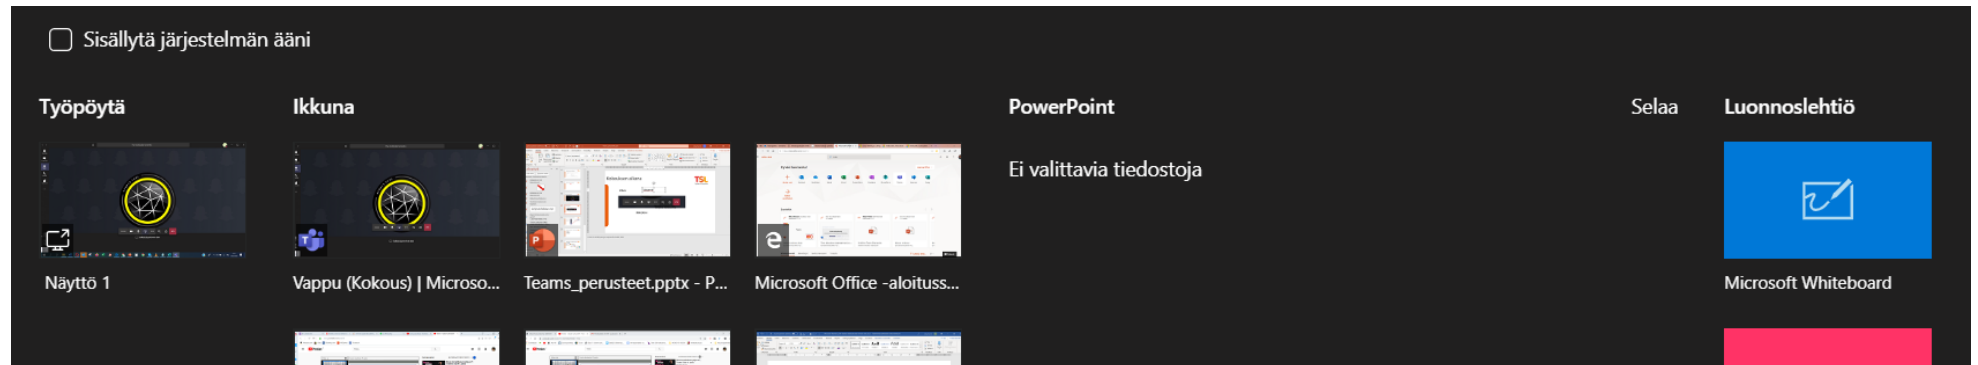 Sisällytä järjestelmän ääni
Työpöytä
Ikkuna
PowerPoint
Selaa
Luonnoslehtiö
Ei valittavia tiedostoja
TSL
Näyttö 1
Vappu (Kokous) | Microso...
Teams_perusteet.pptx - P...
Microsoft Office -aloituss...
Microsoft Whiteboard